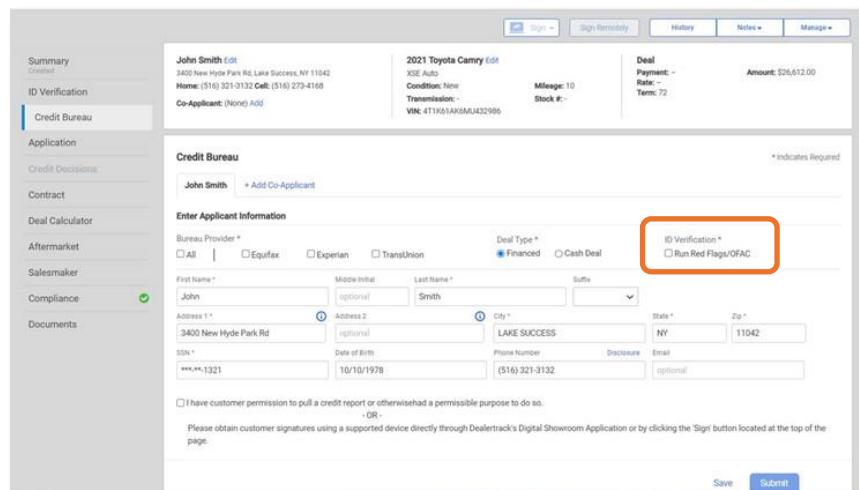 Sign
Sign Remotely
History
Notes
Manage
Summary
Created
ID Verification
Credit Bureau
Application
Credit Decisions
Contract
Deal Calculator
Aftermarket
Salesmaker
Compliance
Documents
John Smith Edit
3400 New Hyde Park Rd, Lake Success, NY 11042
Home: (516) 321-3132 Cell: (516) 273-4168
Co-Applicant: (None) Add
2021 Toyota Camry Edit
XSE Auto
Condition: New Mileage: 10
Transmission: - Stock #: -
VIN: 4T1K61AK6MU432986
Deal
Payment: - Amount: $26,612.00
Rate: -
Term: 72
Credit Bureau * Indicates Required
John Smith + Add Co-Applicant
Enter Applicant Information
Bureau Provider * Deal Type * ID Verification *
All | Equifax Experian TransUnion Financed Cash Deal Run Red Flags/OFAC
First Name * Middle Initial Last Name * Suffix
John optional Smith
Address 1 * Address 2 City * State * Zip *
3400 New Hyde Park Rd optional LAKE SUCCESS NY 11042
SSN * Date of Birth Phone Number Disclosure Email
***-**-1321 10/10/1978 (516) 321-3132 optional
I have customer permission to pull a credit report or otherwisehad a permissible purpose to do so.
- OR -
Please obtain customer signatures using a supported device directly through Dealertrack's Digital Showroom Application or by clicking the 'Sign' button located at the top of the
page.
Save Submit